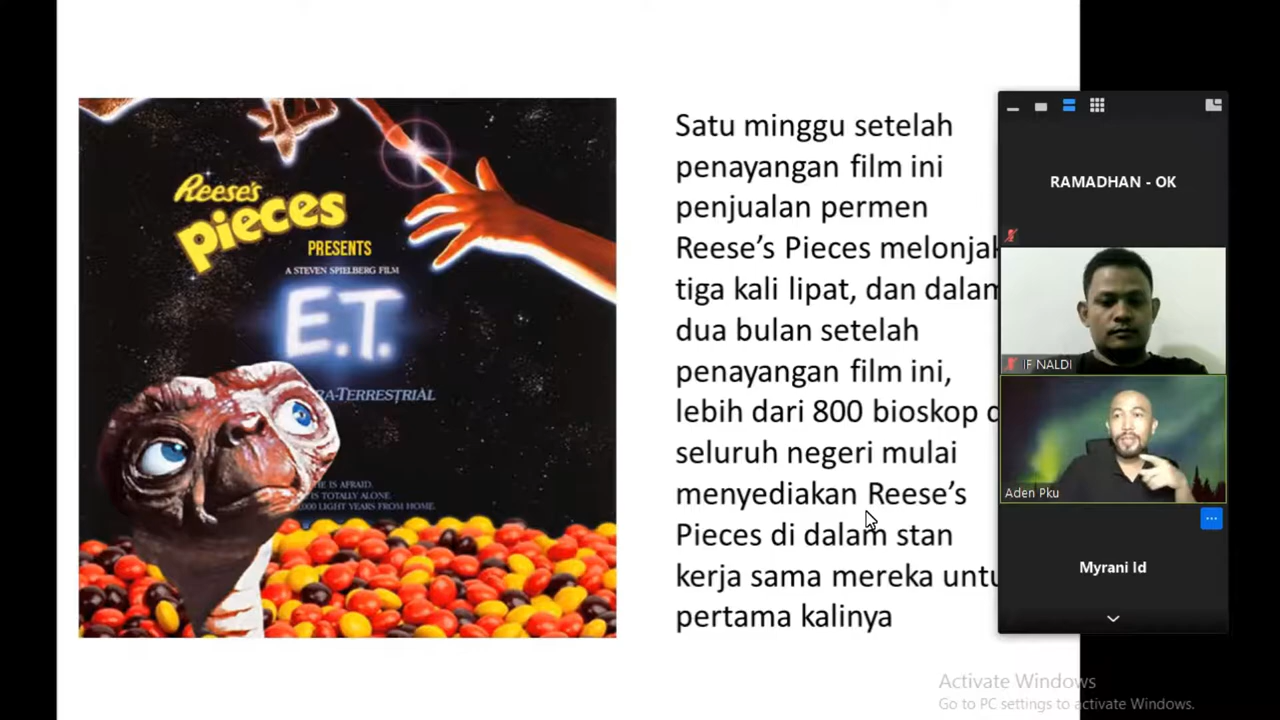 Reese's
pieces
PRESENTS
A STEVEN SPIELBERG FILM
E.T.
RA-TERRESTRIAL
HE IS AFRAID.
IS TOTALLY ALONE.
000 LIGHT YEARS FROM HOME.
Satu minggu setelah
penayangan film ini
penjualan permen
Reese's Pieces melonjak
tiga kali lipat, dan dalam
dua bulan setelah
penayangan film ini,
lebih dari 800 bioskop d
seluruh negeri mulai
menyediakan Reese's
Pieces di dalam stan
kerja sama mereka untu
pertama kalinya
RAMADHAN - OK
IF NALDI
Aden Pku
Myrani Id
Activate Windows
Go to PC settings to activate Windows.